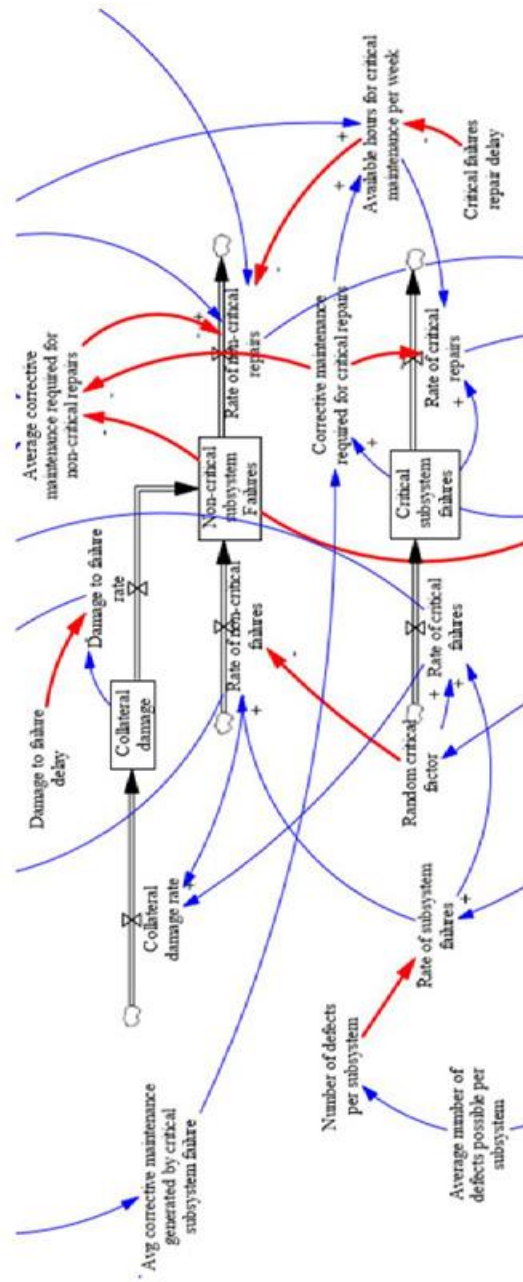 Average corrective
maintenance required for
non-critical repairs
Damage to failure
delay
Damage to failure
rate
Collateral
damage
Collateral
damage rate
Avg corrective maintenance
generated by critical
subsystem failure
Rate of non-critical
failures
Non-critical
subsystem
Failures
Rate of non-critical
repairs
Corrective maintenance
required for critical repairs
Available hours for critical
maintenance per week
Critical failures
repair delay
Number of defects
per subsystem
Average number of
defects possible per
subsystem
Rate of subsystem
failures
Random critical
factor
Rate of critical
failures
Critical
subsystem
failures
Rate of critical
repairs